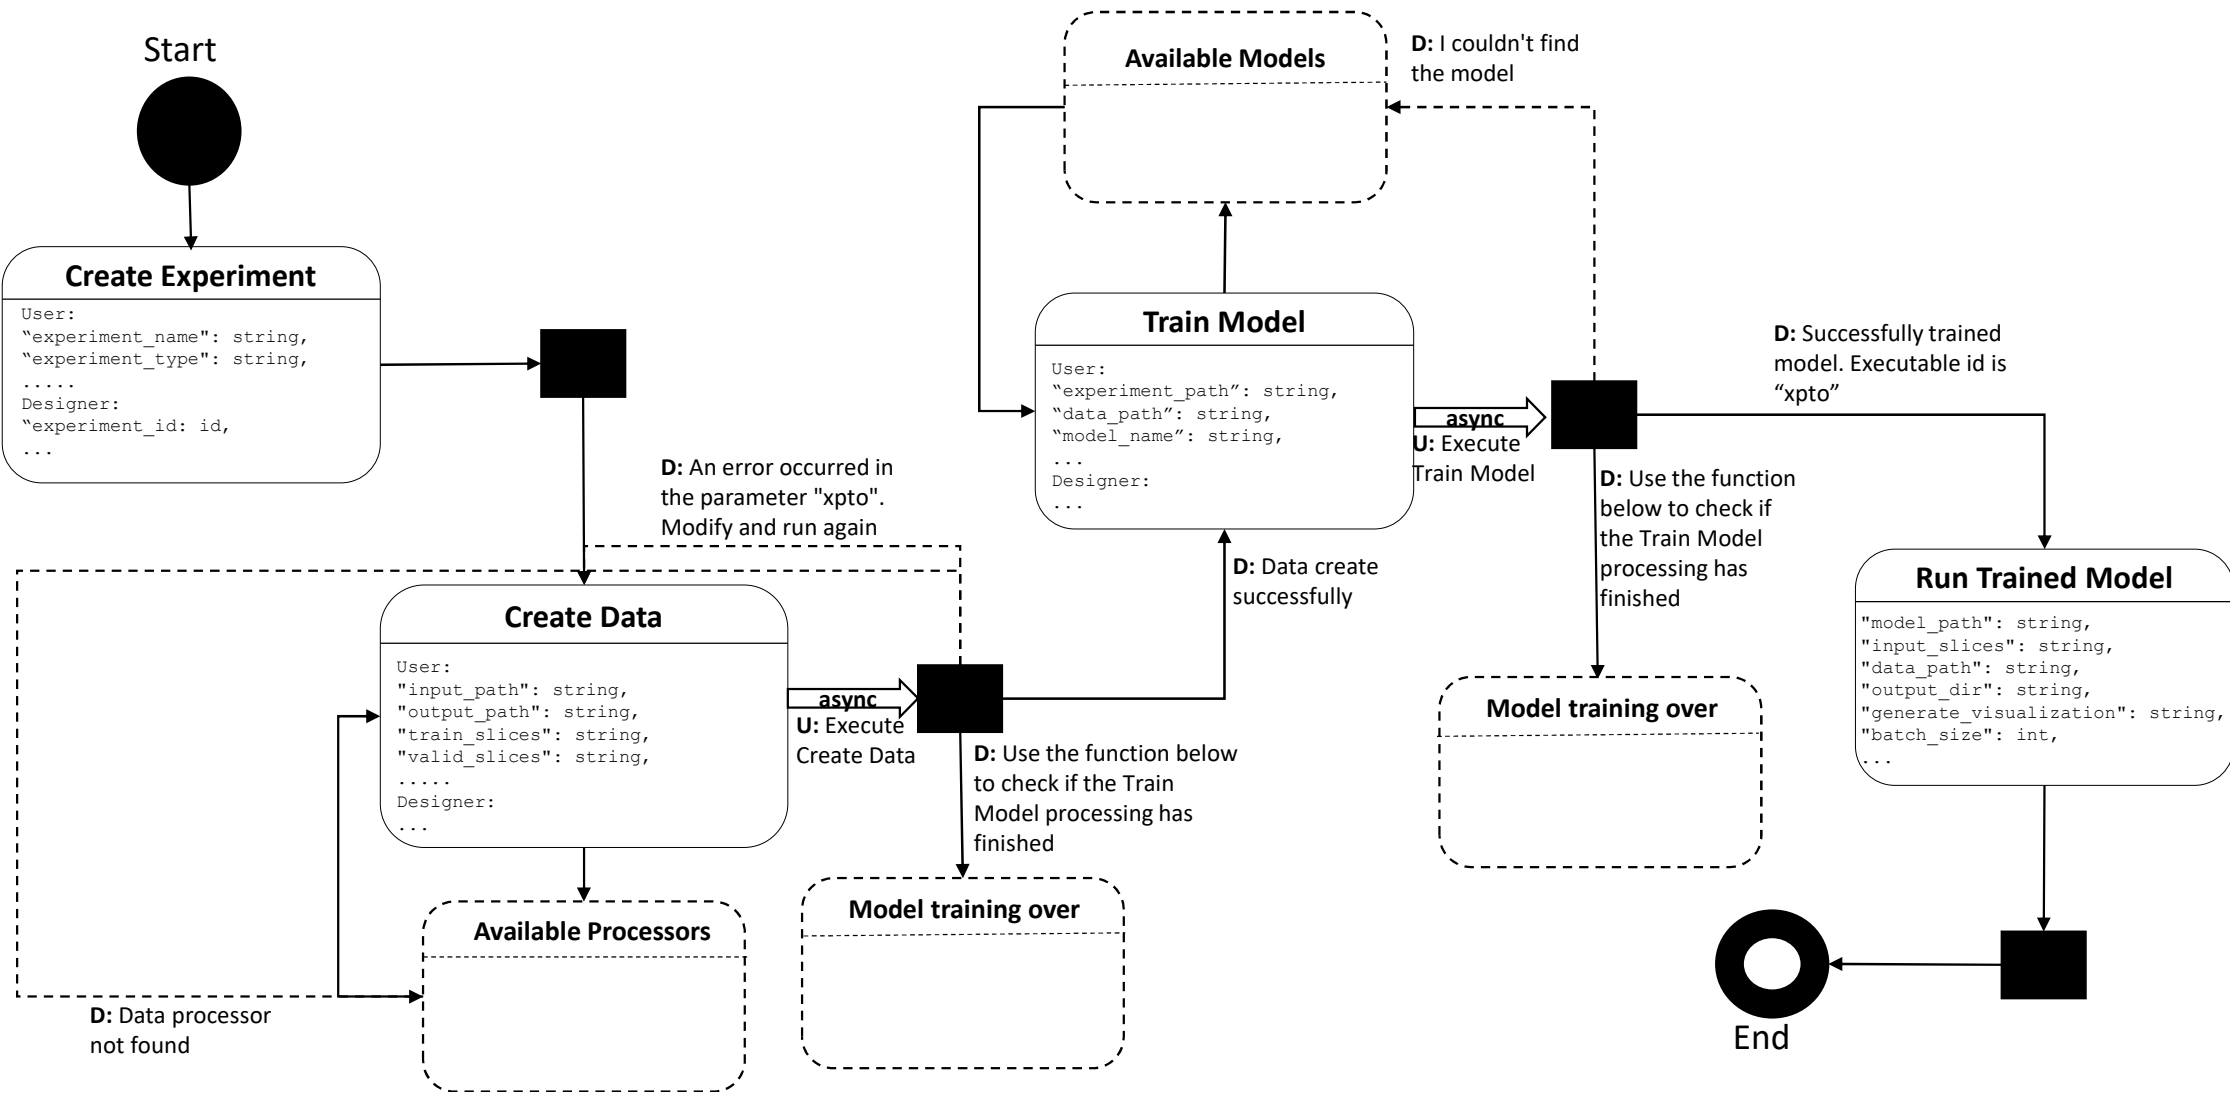 Start
Create Experiment
User:
“experiment_name": string,
“experiment_type": string,
.....
Designer:
“experiment_id: id,
...
D: An error occurred in
the parameter "xpto".
Modify and run again
Create Data
User:
"input_path": string,
"output_path": string,
"train_slices": string,
"valid_slices": string,
.....
Designer:
...
async
U: Execute
Create Data
D: Use the function below
to check if the Train
Model processing has
finished
Available Processors
D: Data processor
not found
Model training over
D: Data create
successfully
Available Models
D: I couldn't find
the model
Train Model
User:
“experiment_path”: string,
“data_path”: string,
“model_name”: string,
...
Designer:
...
async
U: Execute
Train Model
D: Use the function
below to check if
the Train Model
processing has
finished
Model training over
D: Successfully trained
model. Executable id is
“xpto”
Run Trained Model
"model_path": string,
"input_slices": string,
"data_path": string,
"output_dir": string,
"generate_visualization": string,
"batch_size": int,
...
End